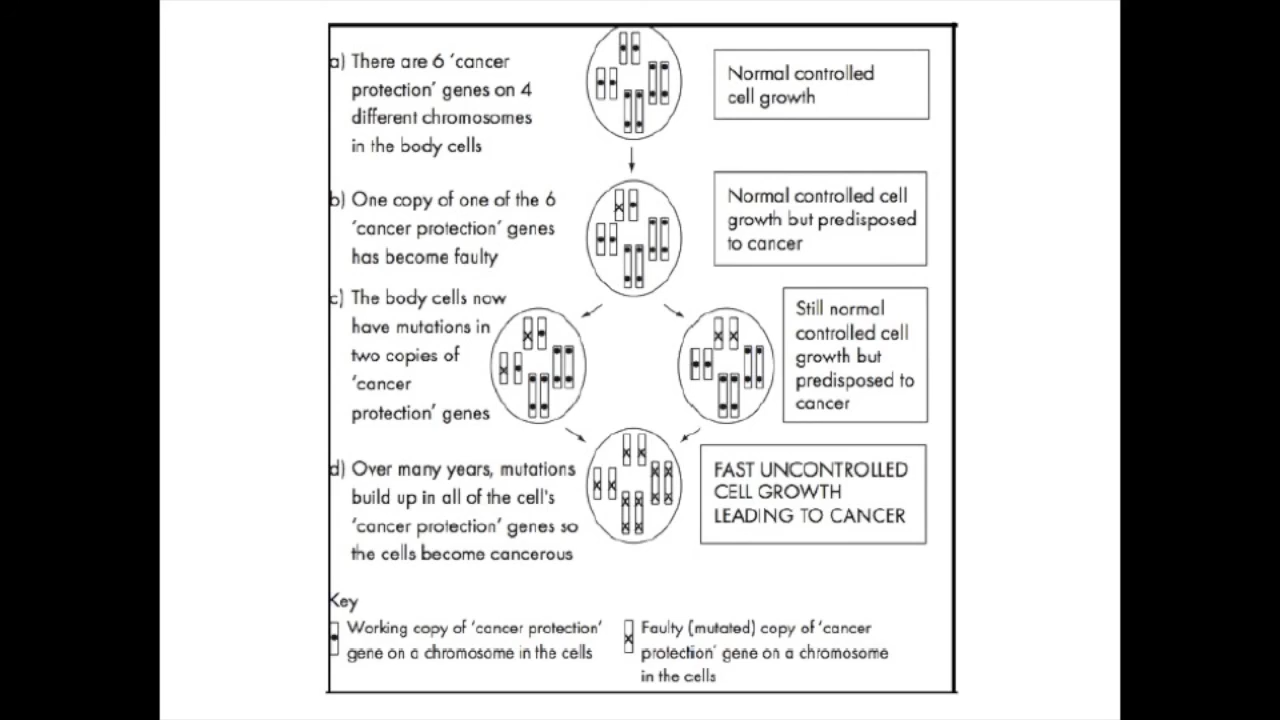 a) There are 6 ‘cancer
protection’ genes on 4
different chromosomes
in the body cells
Normal controlled
cell growth
b) One copy of one of the 6
‘cancer protection’ genes
has become faulty
Normal controlled cell
growth but predisposed
to cancer
c) The body cells now
have mutations in
two copies of
‘cancer
protection’ genes
Still normal
controlled cell
growth but
predisposed to
cancer
d) Over many years, mutations
build up in all of the cell's
‘cancer protection’ genes so
the cells become cancerous
FAST UNCONTROLLED
CELL GROWTH
LEADING TO CANCER
Key
Working copy of ‘cancer protection’
gene on a chromosome in the cells
Faulty (mutated) copy of ‘cancer
protection’ gene on a chromosome
in the cells